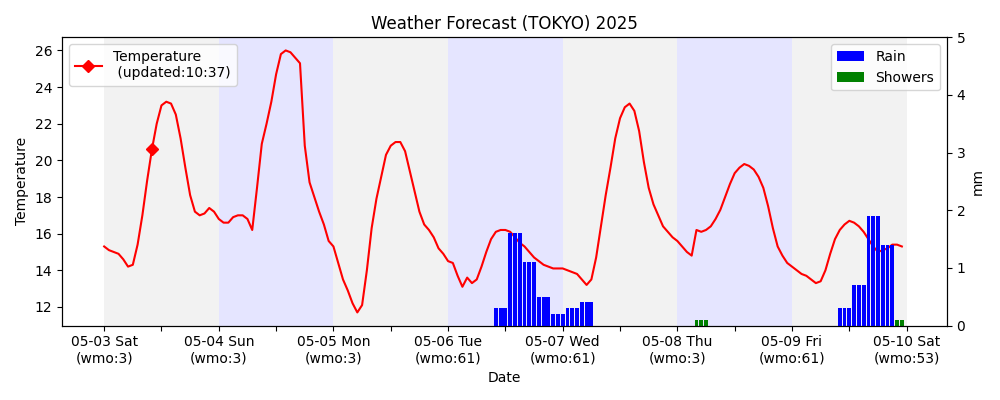 Weather Forecast (TOKYO) 2025
Temperature
(updated:10:37)
Rain
Showers
26
24
22
20
18
16
14
12
Temperature
5
4
3
2
1
0
mm
05-03 Sat
(wmo:3)
05-04 Sun
(wmo:3)
05-05 Mon
(wmo:3)
05-06 Tue
(wmo:61)
05-07 Wed
(wmo:61)
05-08 Thu
(wmo:3)
05-09 Fri
(wmo:61)
05-10 Sat
(wmo:53)
Date